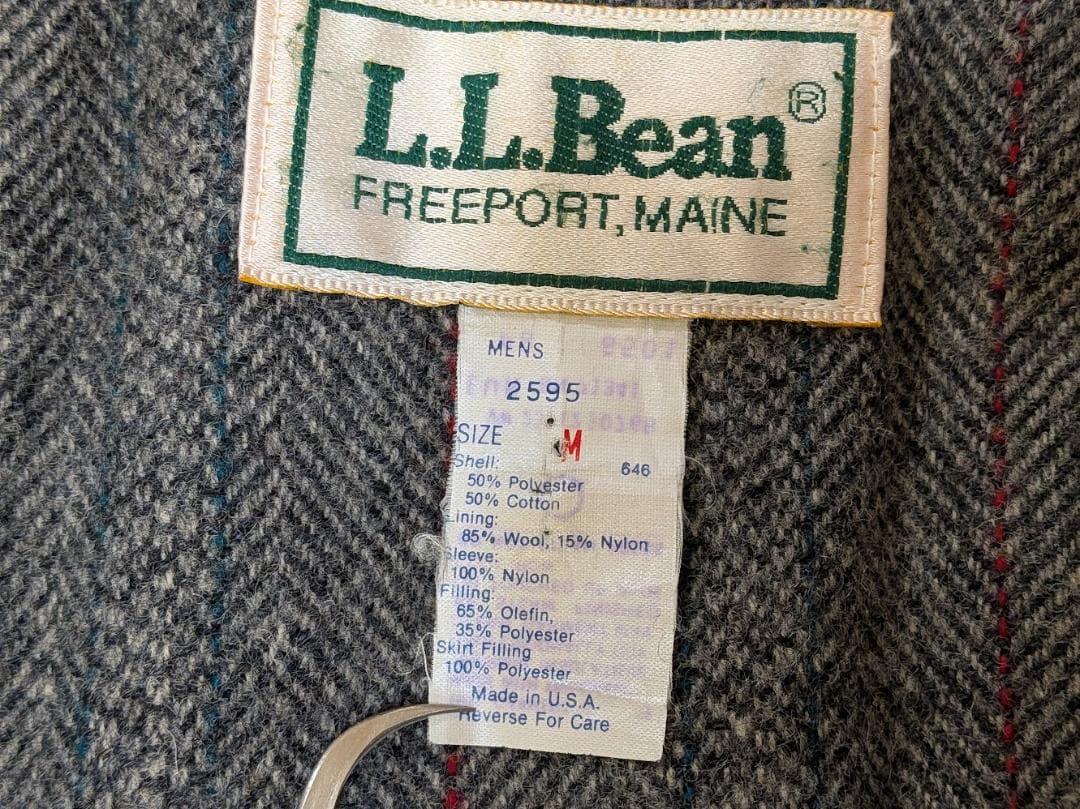 L.L.Bean®
FREEPORT, MAINE
MENS
2595
SIZE M
Shell: 646
50% Polyester
50% Cotton
Lining:
85% Wool, 15% Nylon
Sleeve:
100% Nylon
Filling:
65% Olefin,
35% Polyester
Skirt Filling
100% Polyester
Made in U.S.A.
Reverse For Care